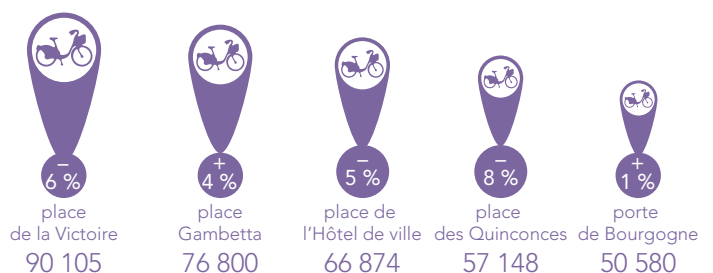 −
6 %
place
de la Victoire
90 105
+
4 %
place
Gambetta
76 800
−
5 %
place de
l'Hôtel de ville
66 874
−
8 %
place
des Quinconces
57 148
+
1 %
porte
de Bourgogne
50 580